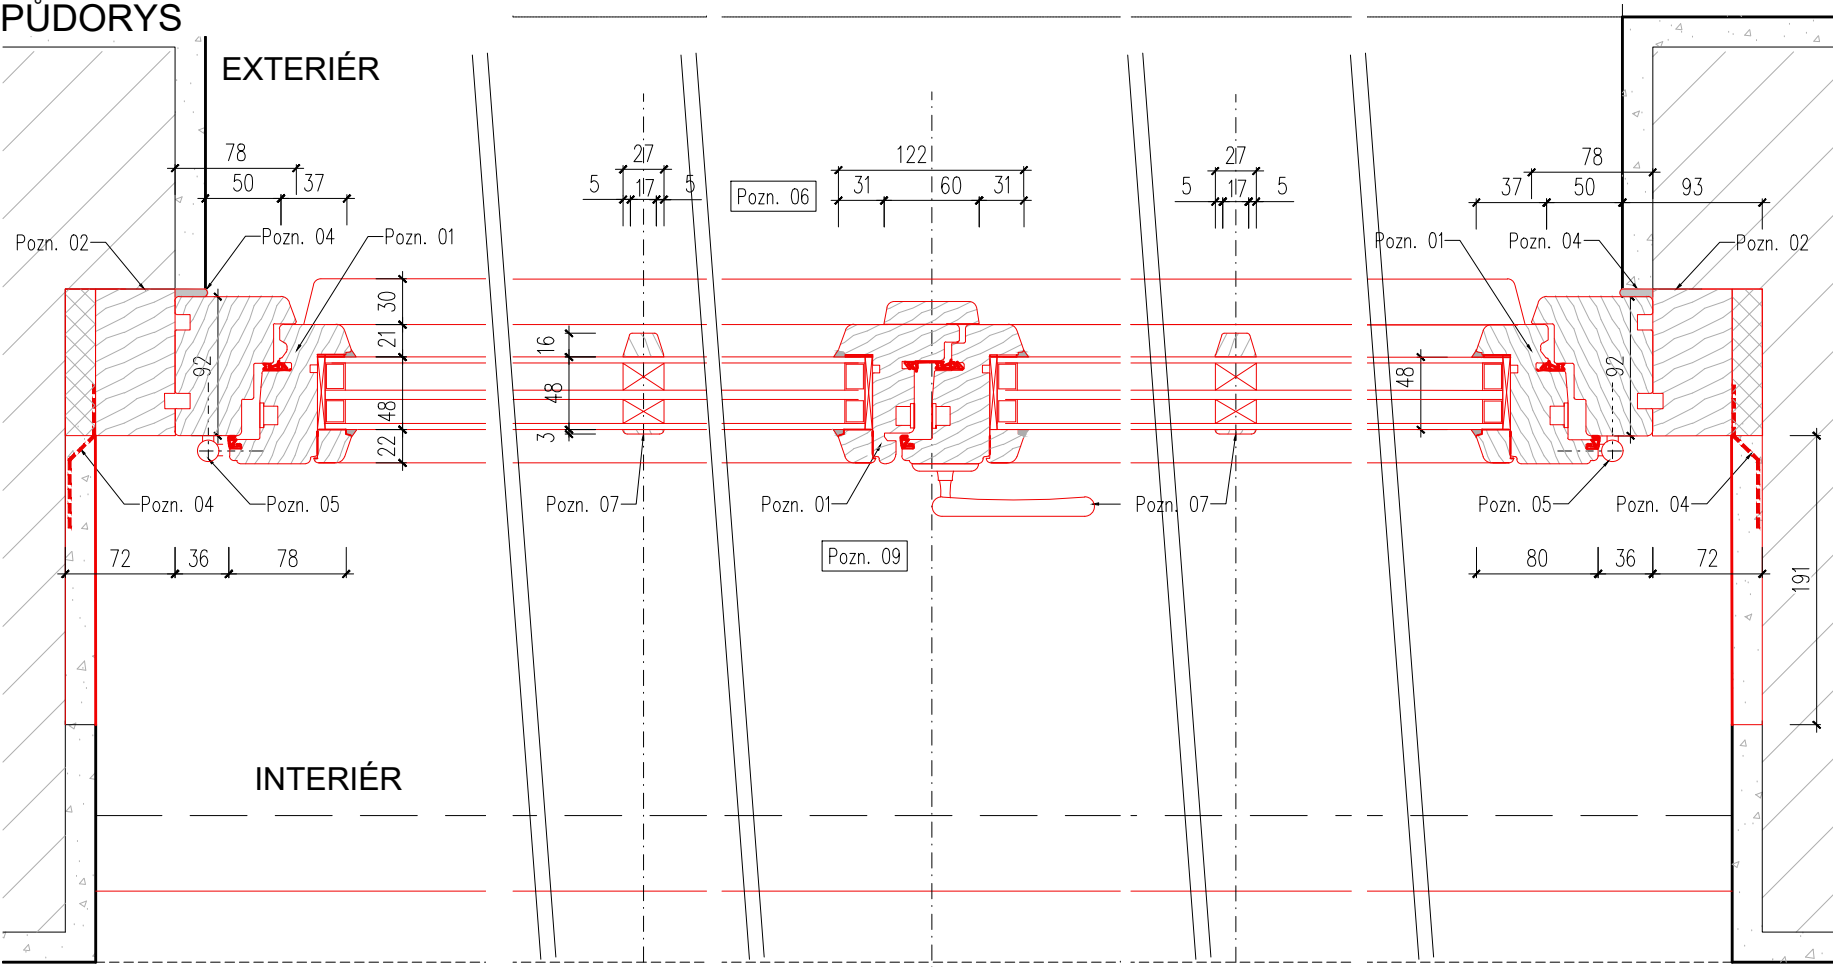 PŮDORYS
EXTERIÉR
78
50 37
27
5 17 5
122
31 60 31
Pozn. 06
27
5 17 5
78
37 50 93
Pozn. 02
Pozn. 04
Pozn. 01
Pozn. 01
Pozn. 04
Pozn. 02
30
21
92
48
22
16
48
3
48
92
Pozn. 04
Pozn. 05
Pozn. 07
Pozn. 01
Pozn. 07
Pozn. 05
Pozn. 04
Pozn. 09
72 36 78
80 36 72
191
INTERIÉR